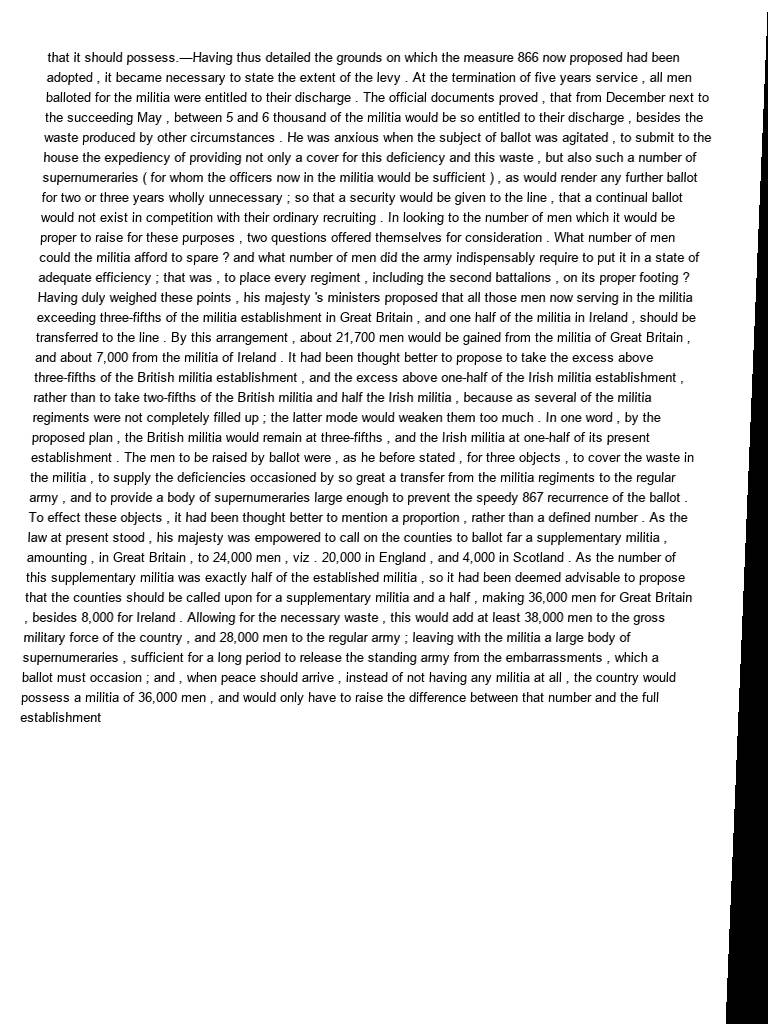 that it should possess.—Having thus detailed the grounds on which the measure 866 now proposed had been
adopted , it became necessary to state the extent of the levy . At the termination of five years service , all men
balloted for the militia were entitled to their discharge . The official documents proved , that from December next to
the succeeding May , between 5 and 6 thousand of the militia would be so entitled to their discharge , besides the
waste produced by other circumstances . He was anxious when the subject of ballot was agitated , to submit to the
house the expediency of providing not only a cover for this deficiency and this waste , but also such a number of
supernumeraries ( for whom the officers now in the militia would be sufficient ) , as would render any further ballot
for two or three years wholly unnecessary ; so that a security would be given to the line , that a continual ballot
would not exist in competition with their ordinary recruiting . In looking to the number of men which it would be
proper to raise for these purposes , two questions offered themselves for consideration . What number of men
could the militia afford to spare ? and what number of men did the army indispensably require to put it in a state of
adequate efficiency ; that was , to place every regiment , including the second battalions , on its proper footing ?
Having duly weighed these points , his majesty 's ministers proposed that all those men now serving in the militia
exceeding three-fifths of the militia establishment in Great Britain , and one half of the militia in Ireland , should be
transferred to the line . By this arrangement , about 21,700 men would be gained from the militia of Great Britain ,
and about 7,000 from the militia of Ireland . It had been thought better to propose to take the excess above
three-fifths of the British militia establishment , and the excess above one-half of the Irish militia establishment ,
rather than to take two-fifths of the British militia and half the Irish militia , because as several of the militia
regiments were not completely filled up ; the latter mode would weaken them too much . In one word , by the
proposed plan , the British militia would remain at three-fifths , and the Irish militia at one-half of its present
establishment . The men to be raised by ballot were , as he before stated , for three objects , to cover the waste in
the militia , to supply the deficiencies occasioned by so great a transfer from the militia regiments to the regular
army , and to provide a body of supernumeraries large enough to prevent the speedy 867 recurrence of the ballot .
To effect these objects , it had been thought better to mention a proportion , rather than a defined number . As the
law at present stood , his majesty was empowered to call on the counties to ballot far a supplementary militia ,
amounting , in Great Britain , to 24,000 men , viz . 20,000 in England , and 4,000 in Scotland . As the number of
this supplementary militia was exactly half of the established militia , so it had been deemed advisable to propose
that the counties should be called upon for a supplementary militia and a half , making 36,000 men for Great Britain
, besides 8,000 for Ireland . Allowing for the necessary waste , this would add at least 38,000 men to the gross
military force of the country , and 28,000 men to the regular army ; leaving with the militia a large body of
supernumeraries , sufficient for a long period to release the standing army from the embarrassments , which a
ballot must occasion ; and , when peace should arrive , instead of not having any militia at all , the country would
possess a militia of 36,000 men , and would only have to raise the difference between that number and the full
establishment